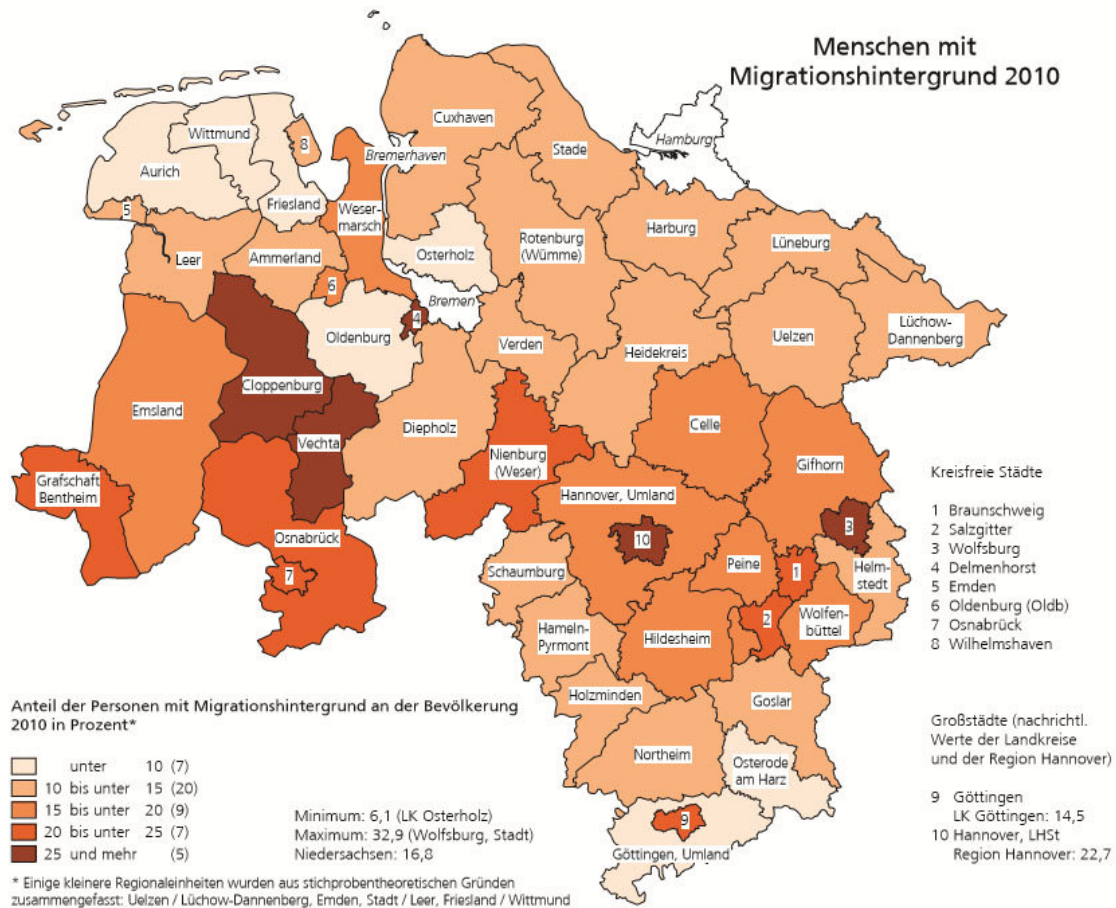 Menschen mit
Migrationshintergrund 2010
Cuxhaven
Wittmund
Stade
Hamburg
8
Bremerhaven
Aurich
Friesland
Weser-
marsch
5
Harburg
Rotenburg
(Wümme)
Lüneburg
Osterholz
Leer
Ammerland
6
Bremen
4
Lüchow-
Dannenberg
Oldenburg
Uelzen
Verden
Heidekreis
Cloppenburg
Emsland
Celle
Diepholz
Vechta
Nienburg
(Weser)
Gifhorn
Grafschaft
Bentheim
Hannover, Umland
3
Osnabrück
10
Peine
Schaumburg
7
1
Helm-
stedt
2
Wolfen-
büttel
Hameln-
Pyrmont
Hildesheim
Holzminden
Goslar
Northeim
Osterode
am Harz
9
Göttingen, Umland
Kreisfreie Städte
1 Braunschweig
2 Salzgitter
3 Wolfsburg
4 Delmenhorst
5 Emden
6 Oldenburg (Oldb)
7 Osnabrück
8 Wilhelmshaven
Großstädte (nachrichtl.
Werte der Landkreise
und der Region Hannover)
9 Göttingen
LK Göttingen: 14,5
10 Hannover, LHSt
Region Hannover: 22,7
Anteil der Personen mit Migrationshintergrund an der Bevölkerung
2010 in Prozent*
unter 10 (7)
10 bis unter 15 (20)
15 bis unter 20 (9)
20 bis unter 25 (7)
25 und mehr (5)
Minimum: 6,1 (LK Osterholz)
Maximum: 32,9 (Wolfsburg, Stadt)
Niedersachsen: 16,8
* Einige kleinere Regionaleinheiten wurden aus stichprobentheoretischen Gründen
zusammengefasst: Uelzen / Lüchow-Dannenberg, Emden, Stadt / Leer, Friesland / Wittmund